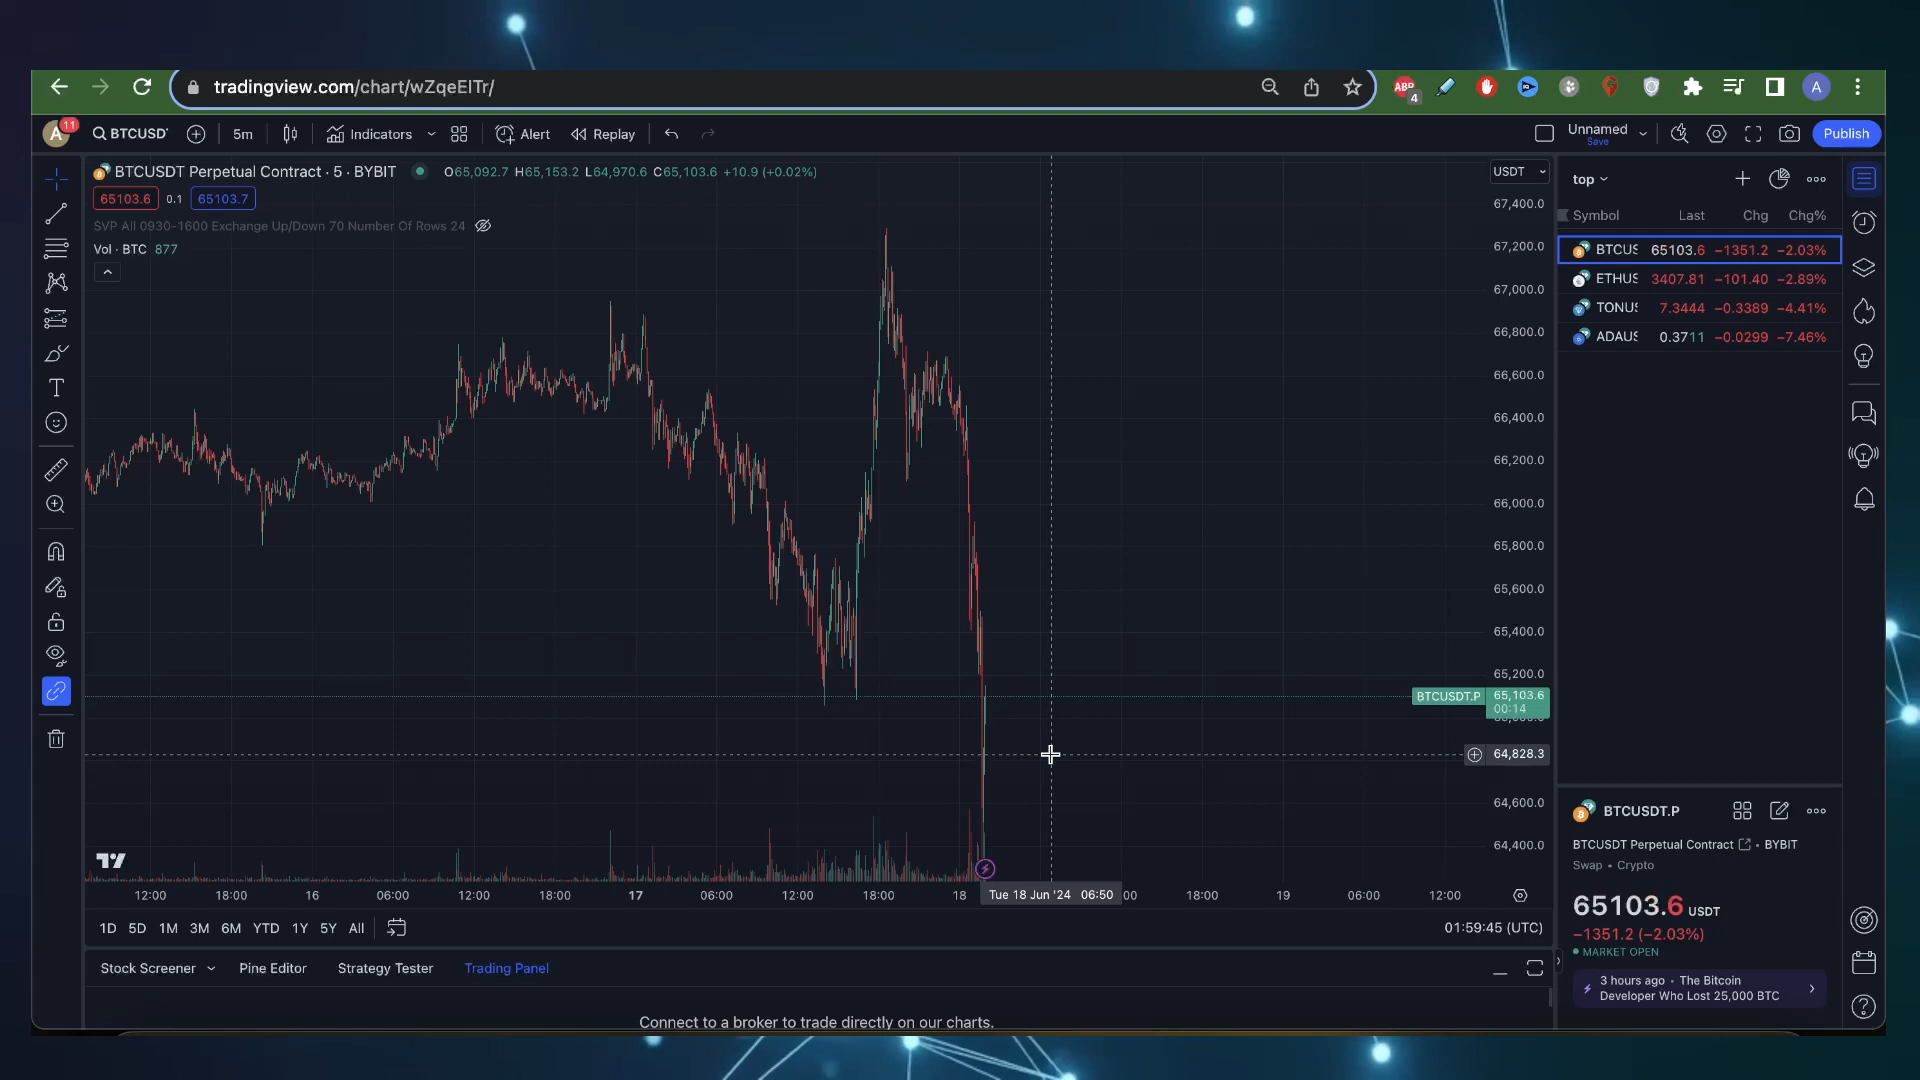 tradingview.com/chart/wZqeEITr/
ABP
4
A
A
11
BTCUSD
5m
Indicators
Alert
Replay
Unnamed
Save
Publish
BTCUSDT Perpetual Contract · 5 · BYBIT
O65,092.7 H65,153.2 L64,970.6 C65,103.6 +10.9 (+0.02%)
65103.6
0.1
65103.7
SVP All 0930-1600 Exchange Up/Down 70 Number Of Rows 24
Vol · BTC 877
USDT
67,400.0
67,200.0
67,000.0
66,800.0
66,600.0
66,400.0
66,200.0
66,000.0
65,800.0
65,600.0
65,400.0
65,200.0
BTCUSDT.P
65,103.6
00:14
64,828.3
64,600.0
64,400.0
12:00
18:00
16
06:00
12:00
18:00
17
06:00
12:00
18:00
18
Tue 18 Jun '24 06:50
:00
18:00
19
06:00
12:00
1D 5D 1M 3M 6M YTD 1Y 5Y All
01:59:45 (UTC)
Stock Screener
Pine Editor
Strategy Tester
Trading Panel
Connect to a broker to trade directly on our charts.
top
Symbol Last Chg Chg%
BTCUS 65103.6 −1351.2 −2.03%
ETHUS 3407.81 −101.40 −2.89%
TONUS 7.3444 −0.3389 −4.41%
ADAUS 0.3711 −0.0299 −7.46%
BTCUSDT.P
BTCUSDT Perpetual Contract • BYBIT
Swap • Crypto
65103.6 USDT
−1351.2 (−2.03%)
MARKET OPEN
3 hours ago • The Bitcoin
Developer Who Lost 25,000 BTC